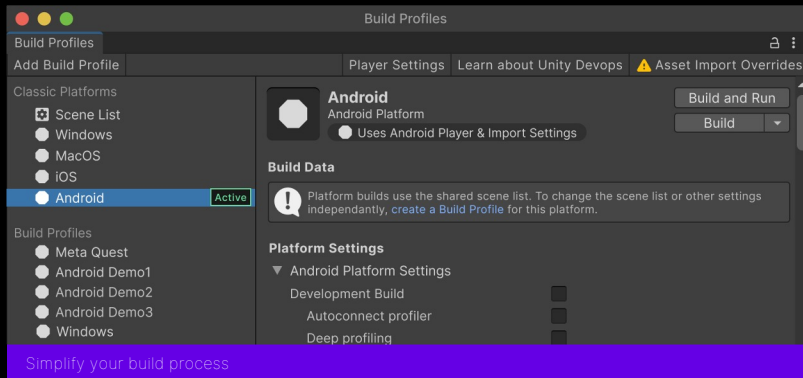 Build Profiles
Build Profiles
Add Build Profile
Player Settings
Learn about Unity Devops
Asset Import Overrides
Classic Platforms
Scene List
Windows
MacOS
iOS
Android
Active
Build Profiles
Meta Quest
Android Demo1
Android Demo2
Android Demo3
Windows
Android
Android Platform
Uses Android Player & Import Settings
Build and Run
Build
Build Data
Platform builds use the shared scene list. To change the scene list or other settings
independantly, create a Build Profile for this platform.
Platform Settings
Android Platform Settings
Development Build
Autoconnect profiler
Deep profiling
Simplify your build process